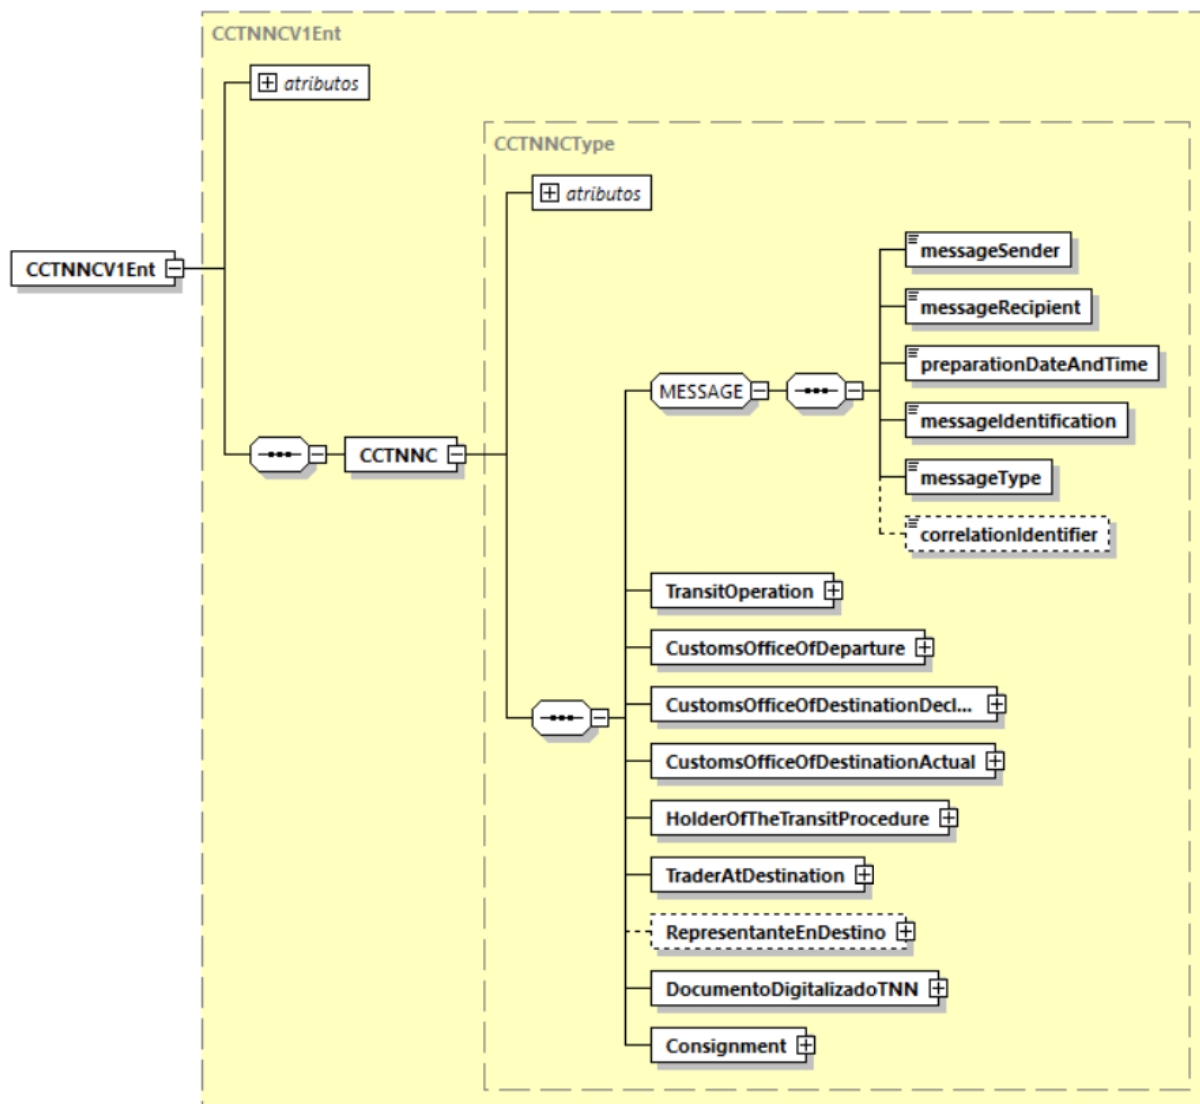 CCTNNCV1Ent
atributos
CCTNNCType
atributos
CCTNNCV1Ent
messageSender
messageRecipient
preparationDateAndTime
MESSAGE
messageIdentification
CCTNNC
messageType
correlationIdentifier
TransitOperation
CustomsOfficeOfDeparture
CustomsOfficeOfDestinationDecl...
CustomsOfficeOfDestinationActual
HolderOfTheTransitProcedure
TraderAtDestination
RepresentanteEnDestino
DocumentoDigitalizadoTNN
Consignment